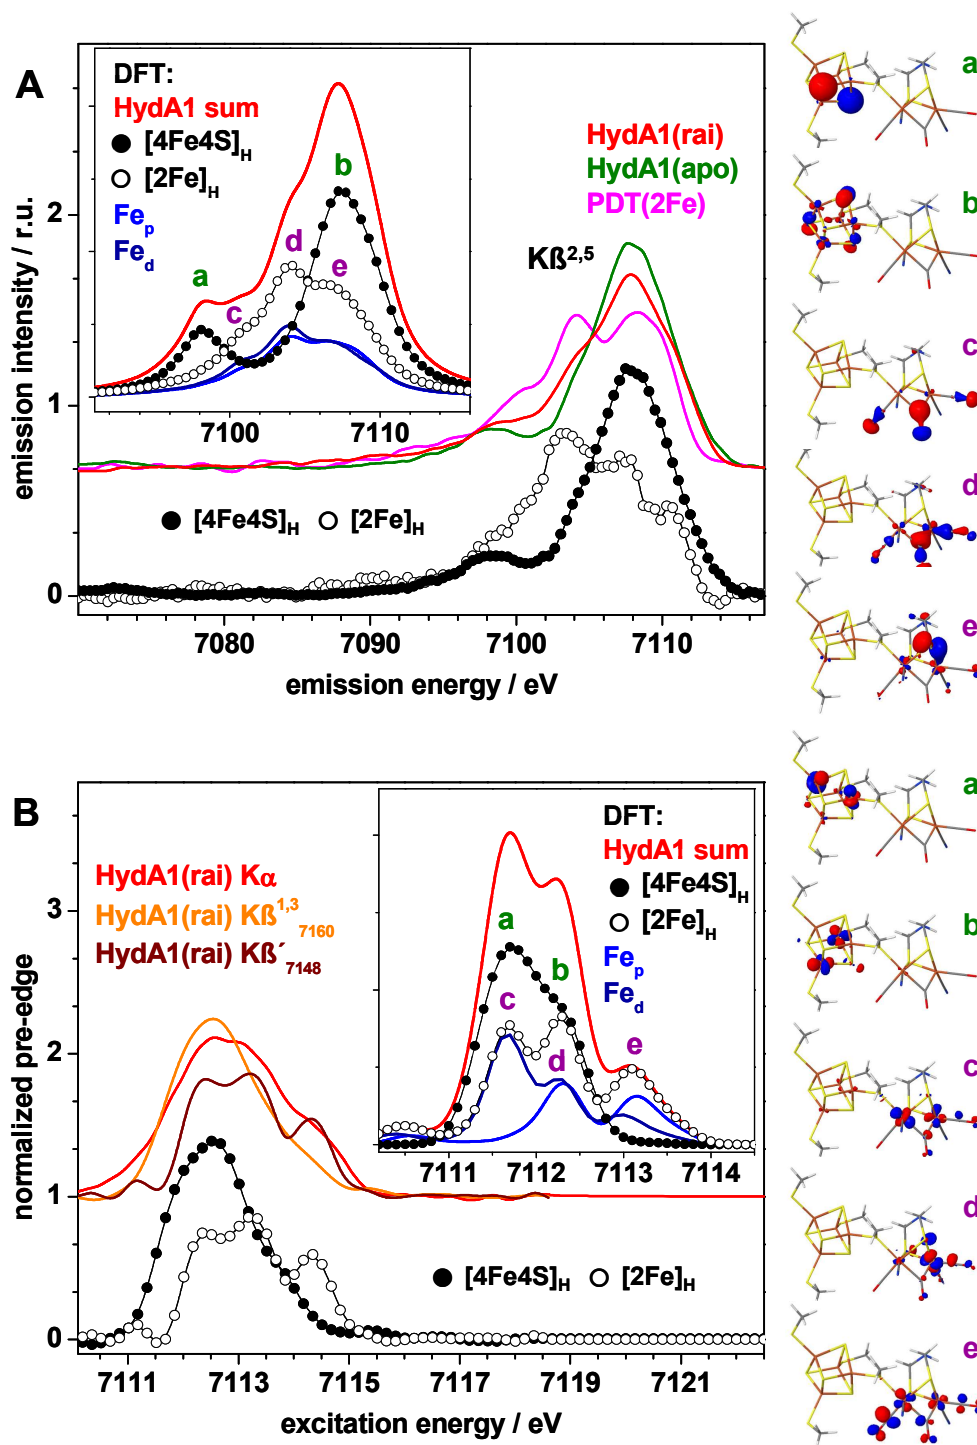 A
DFT:
HydA1 sum
[4Fe4S]H
[2Fe]H
Fep
Fed
a
b
c
d
e
7100
7110
HydA1(rai)
HydA1(apo)
PDT(2Fe)
Kß2,5
[4Fe4S]H [2Fe]H
2
1
0
emission intensity / r.u.
7080
7090
7100
7110
emission energy / eV
a
b
c
d
e
B
HydA1(rai) Kα
HydA1(rai) Kß1,3 7160
HydA1(rai) Kß´7148
DFT:
HydA1 sum
[4Fe4S]H
[2Fe]H
Fep
Fed
a
b
c
d
e
7111
7112
7113
7114
[4Fe4S]H [2Fe]H
3
2
1
0
normalized pre-edge
7111
7113
7115
7117
7119
7121
excitation energy / eV
a
b
c
d
e